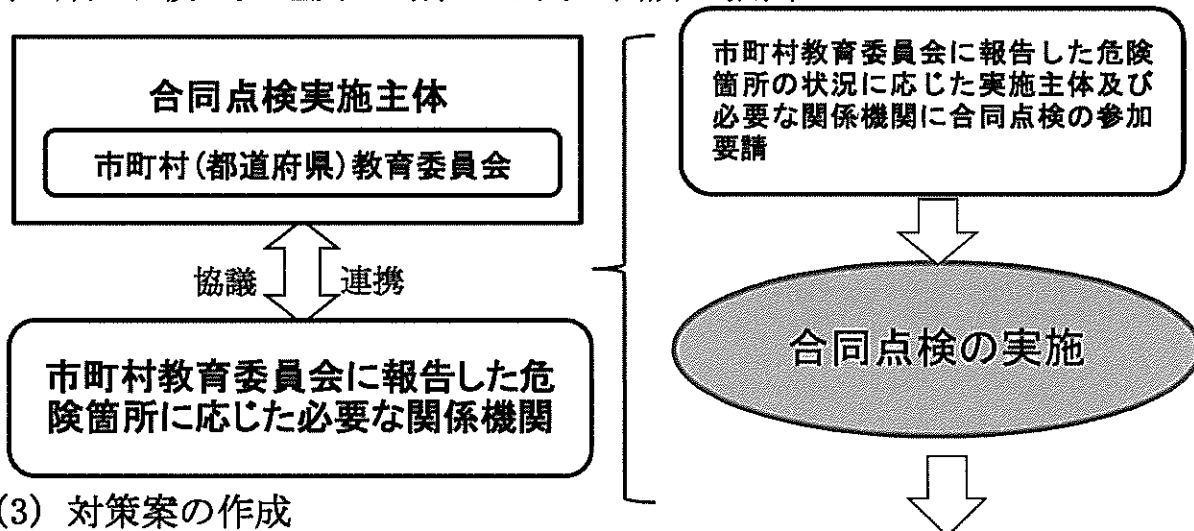 合同点検実施主体
市町村(都道府県)教育委員会
協議
連携
市町村教育委員会に報告した危
険箇所に応じた必要な関係機関
市町村教育委員会に報告した危険
箇所の状況に応じた実施主体及び
必要な関係機関に合同点検の参加
要請
合同点検の実施
(3) 対策案の作成